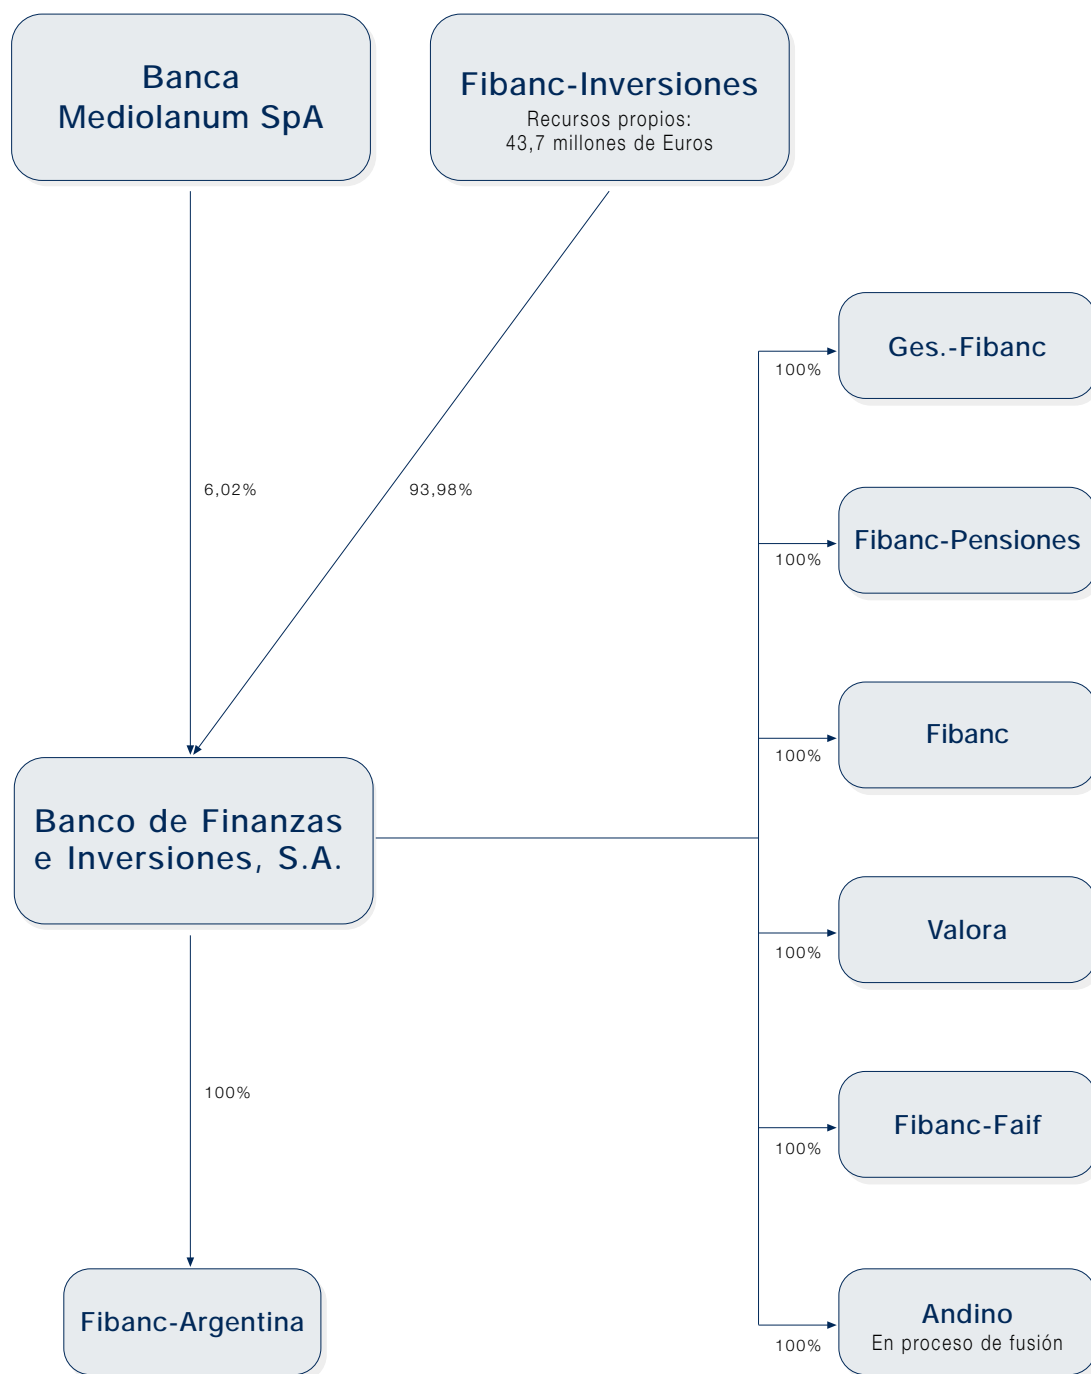 Banca
Mediolanum SpA
Fibanc-Inversiones
Recursos propios:
43,7 millones de Euros
6,02%
93,98%
Banco de Finanzas
e Inversiones, S.A.
100%
Fibanc-Argentina
Ges.-Fibanc
100%
Fibanc-Pensiones
100%
Fibanc
100%
Valora
100%
Fibanc-Faif
100%
Andino
En proceso de fusión
100%